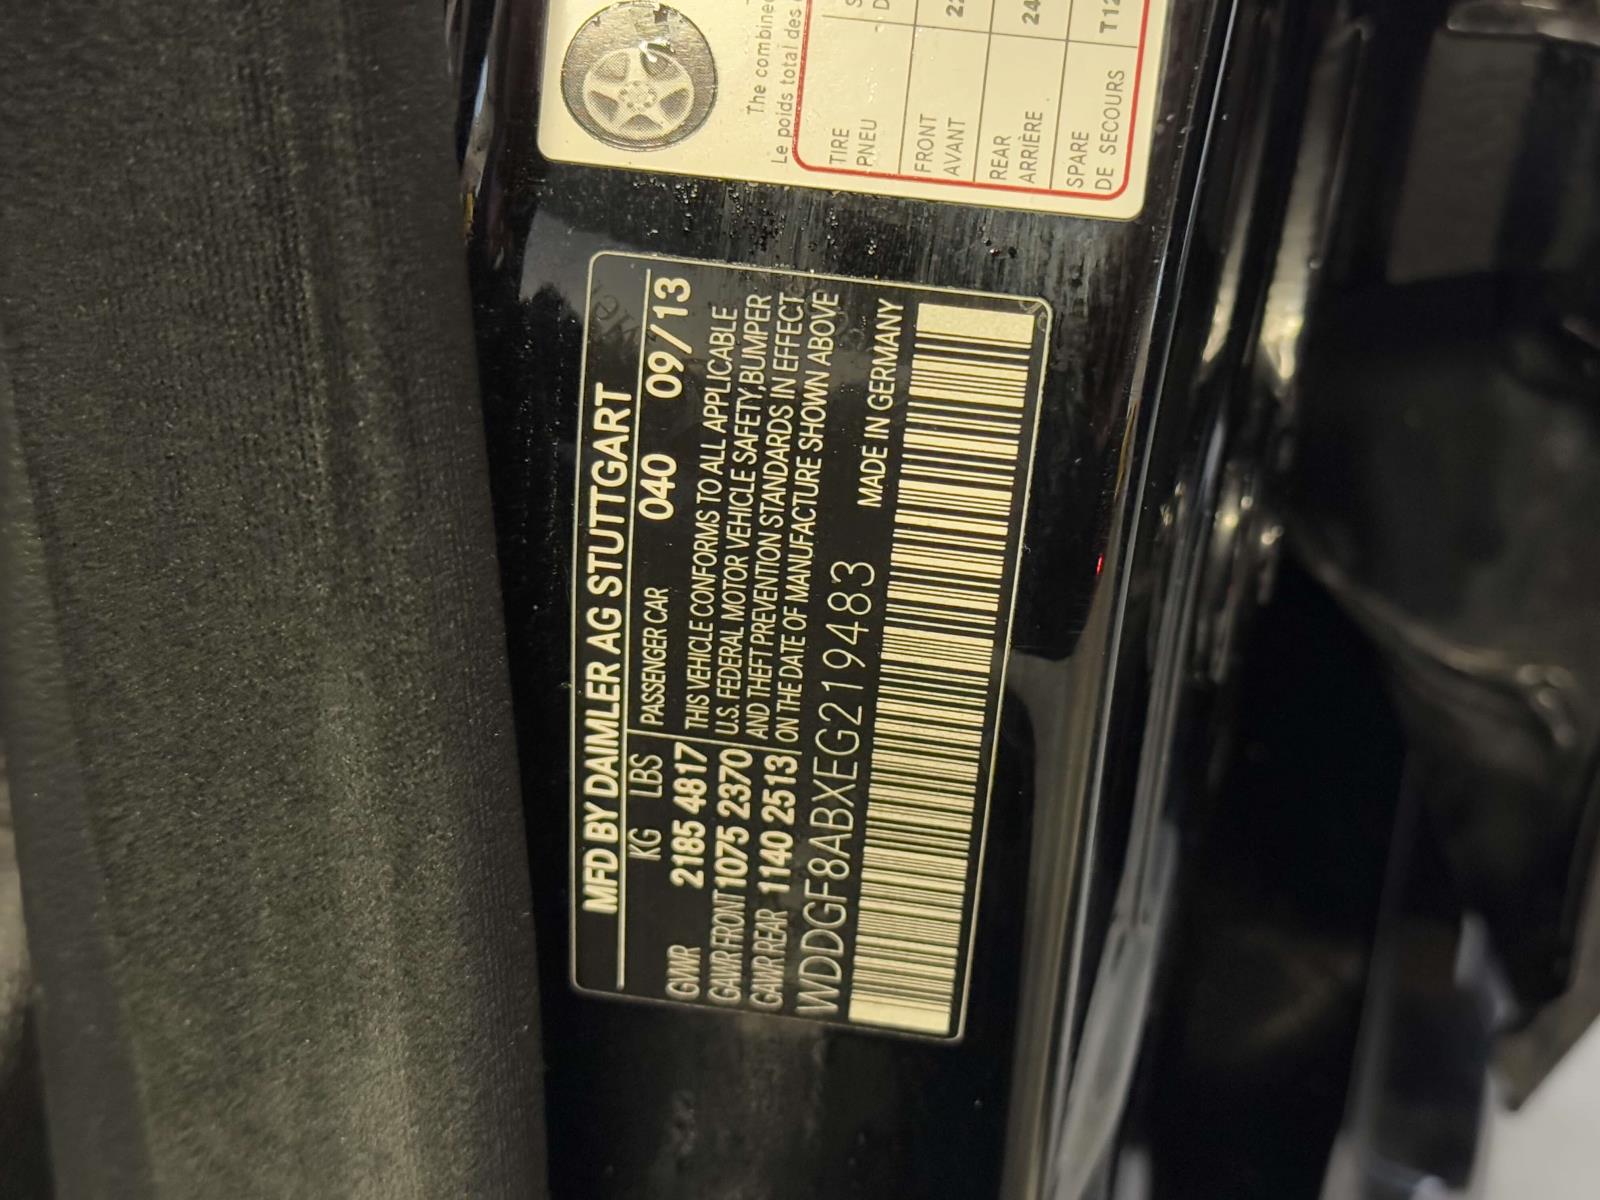 MFD BY DAIMLER AG STUTTGART
KG LBS PASSENGER CAR 040 09/13
GVWR 2185 4817 THIS VEHICLE CONFORMS TO ALL APPLICABLE
GAWR FRONT 1075 2370 U.S. FEDERAL MOTOR VEHICLE SAFETY, BUMPER
GAWR REAR 1140 2513 AND THEFT PREVENTION STANDARDS IN EFFECT
ON THE DATE OF MANUFACTURE SHOWN ABOVE
WDDGF8ABXEG219483 MADE IN GERMANY
The combined
Le poids total des
TIRE
PNEU
FRONT
AVANT
REAR
ARRIÈRE
SPARE
DE SECOURS